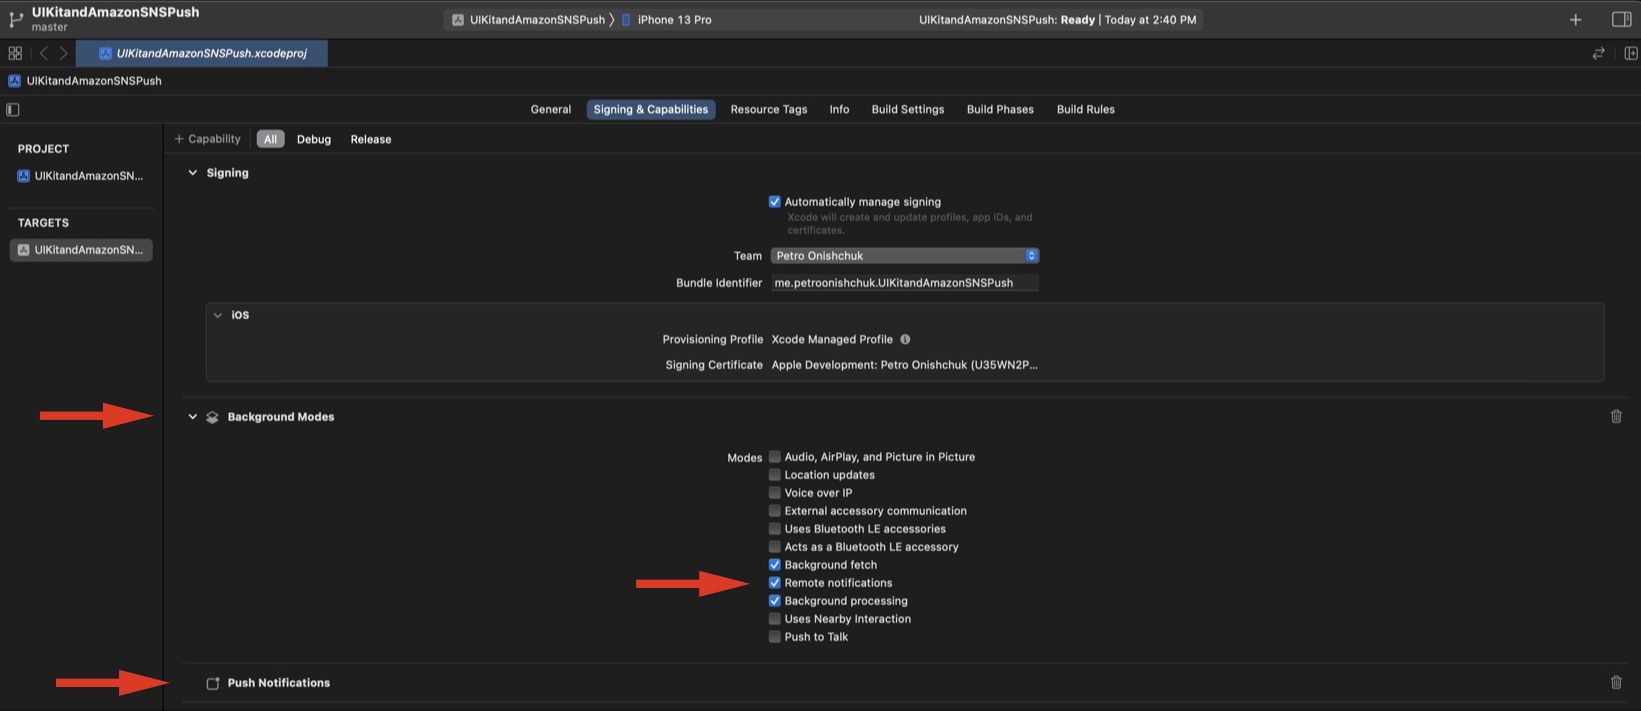 UIKitandAmazonSNSPush
master
UIKitandAmazonSNSPush 〉 iPhone 13 Pro
UIKitandAmazonSNSPush: Ready | Today at 2:40 PM
UIKitandAmazonSNSPush.xcodeproj
UIKitandAmazonSNSPush
General Signing & Capabilities Resource Tags Info Build Settings Build Phases Build Rules
+ Capability All Debug Release
PROJECT
UIKitandAmazonSN...
TARGETS
UIKitandAmazonSN...
Signing
Automatically manage signing
Xcode will create and update profiles, app IDs, and
certificates.
Team Petro Onishchuk
Bundle Identifier me.petroonishchuk.UIKitandAmazonSNSPush
iOS
Provisioning Profile Xcode Managed Profile
Signing Certificate Apple Development: Petro Onishchuk (U35WN2P...
Background Modes
Modes Audio, AirPlay, and Picture in Picture
Location updates
Voice over IP
External accessory communication
Uses Bluetooth LE accessories
Acts as a Bluetooth LE accessory
Background fetch
Remote notifications
Background processing
Uses Nearby Interaction
Push to Talk
Push Notifications